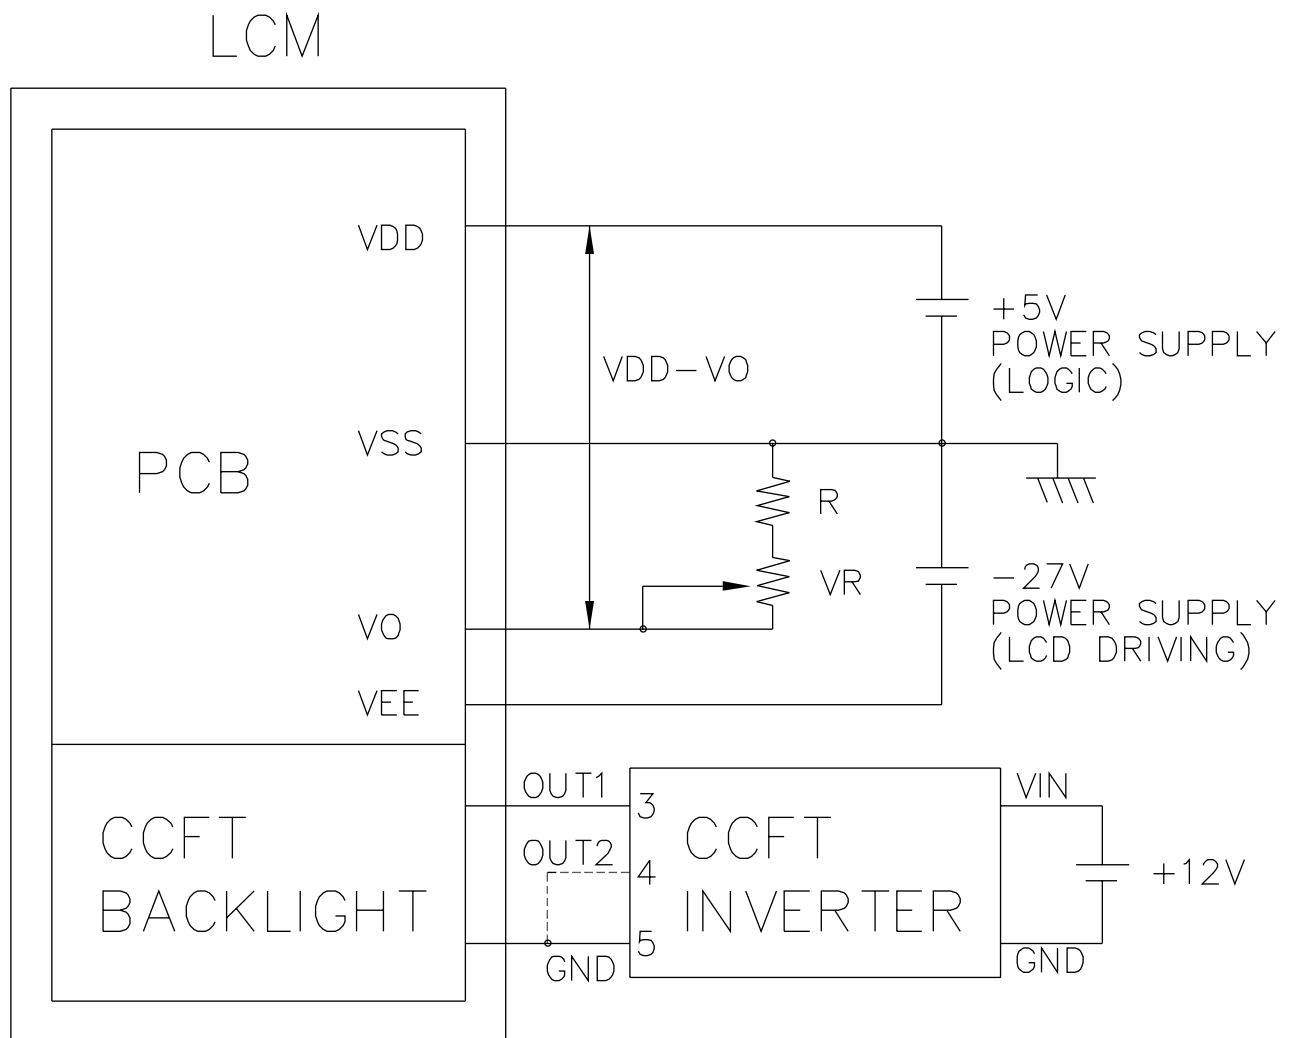 LCM
VDD
+5V
POWER SUPPLY
(LOGIC)
VDD-VO
VSS
PCB
R
VR
-27V
POWER SUPPLY
(LCD DRIVING)
VO
VEE
OUT1
3
VIN
CCFT
BACKLIGHT
OUT2
4
CCFT
INVERTER
+12V
5
GND
GND